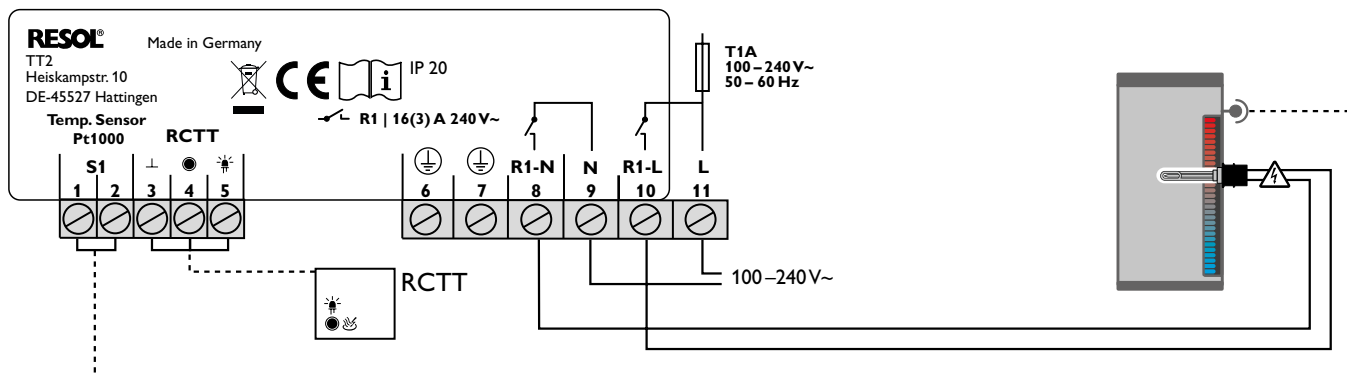 RESOL®
Made in Germany
TT2
Heiskampstr. 10
DE-45527 Hattingen
IP 20
i
T1A
100 – 240 V~
50 – 60 Hz
Temp. Sensor
Pt1000
RCTT
R1 | 16(3) A 240 V~
S1
R1-N N R1-L L
1 2 3 4 5 6 7 8 9 10 11
100 – 240 V~
RCTT